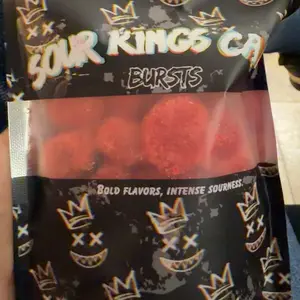 SOUR KINGS CA
BURSTS
BOLD FLAVORS, INTENSE SOURNESS.